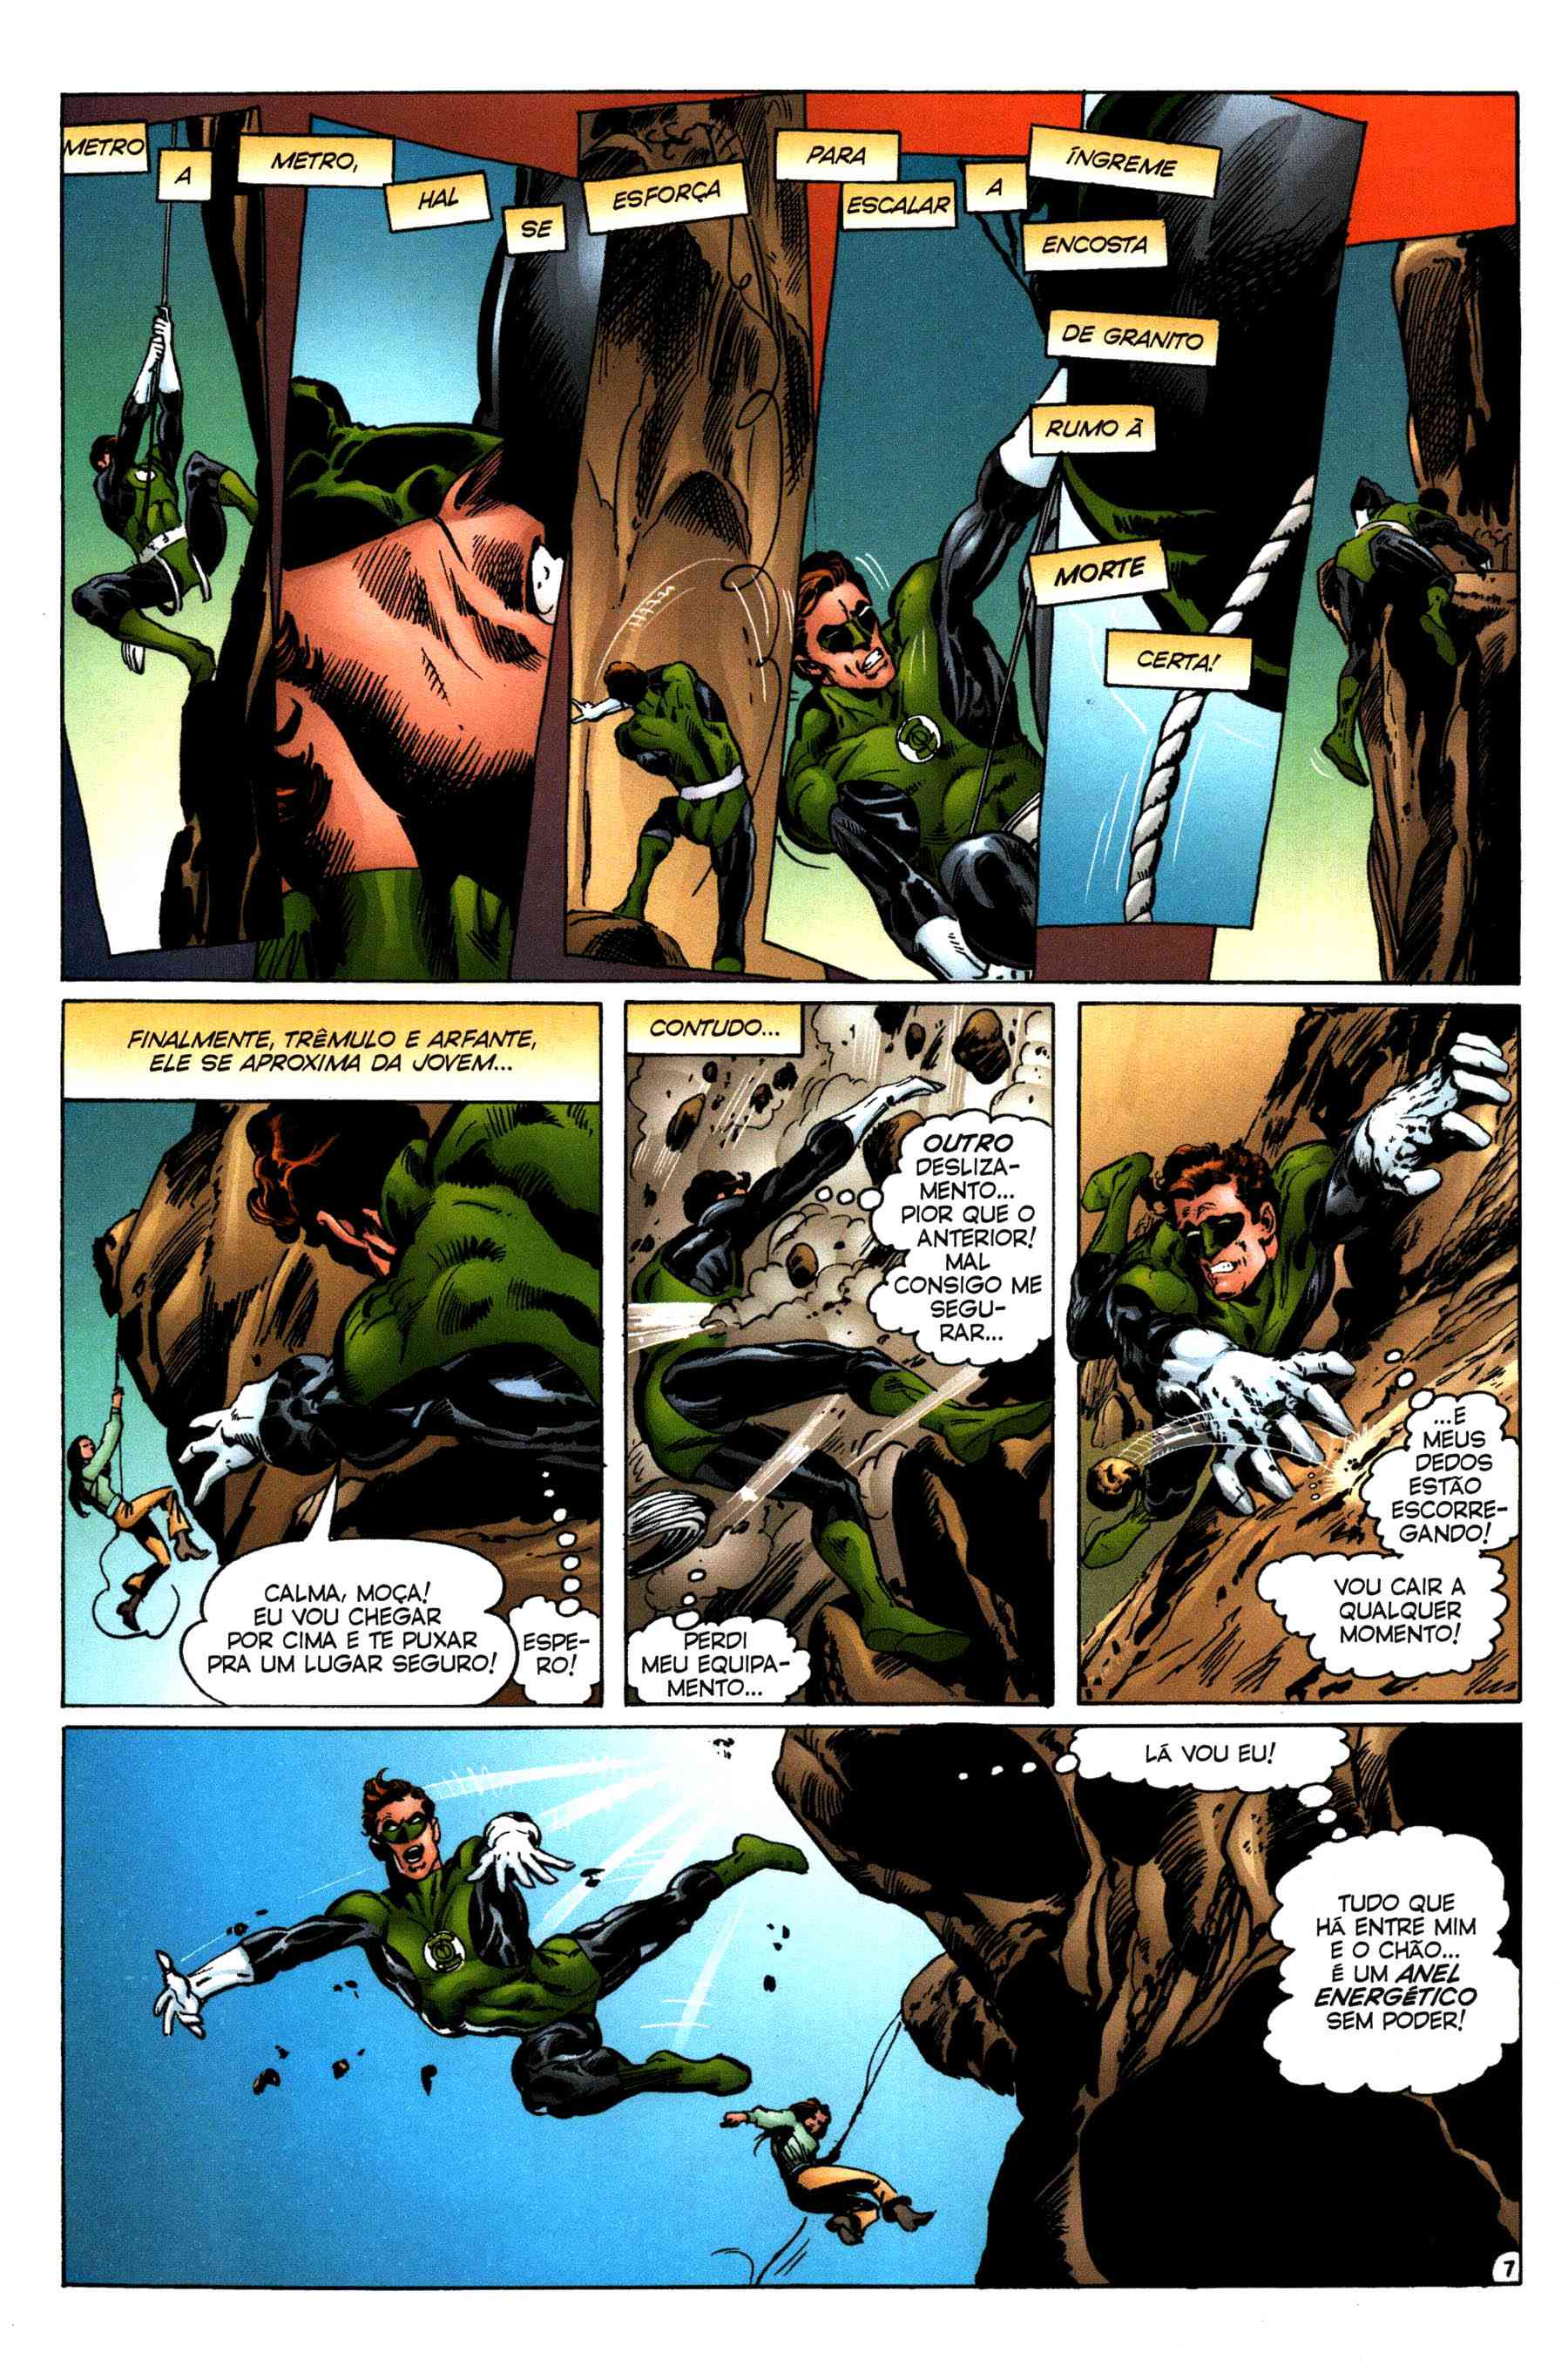 METRO
A
METRO,
HAL
SE
ESFORÇA
PARA
ESCALAR
A
ÍNGREME
ENCOSTA
DE GRANITO
RUMO À
MORTE
CERTA!
FINALMENTE, TRÊMULO E ARFANTE,
ELE SE APROXIMA DA JOVEM...
CALMA, MOÇA!
EU VOU CHEGAR
POR CIMA E TE PUXAR
PRA UM LUGAR SEGURO!
ESPE-
RO!
CONTUDO...
OUTRO
DESLIZA-
MENTO...
PIOR QUE O
ANTERIOR!
MAL
CONSIGO ME
SEGU-
RAR...
PERDI
MEU EQUIPA-
MENTO...
...E
MEUS
DEDOS
ESTÃO
ESCORRE-
GANDO!
VOU CAIR A
QUALQUER
MOMENTO!
LÁ VOU EU!
TUDO QUE
HÁ ENTRE MIM
E O CHÃO...
É UM ANEL
ENERGÉTICO
SEM PODER!
7